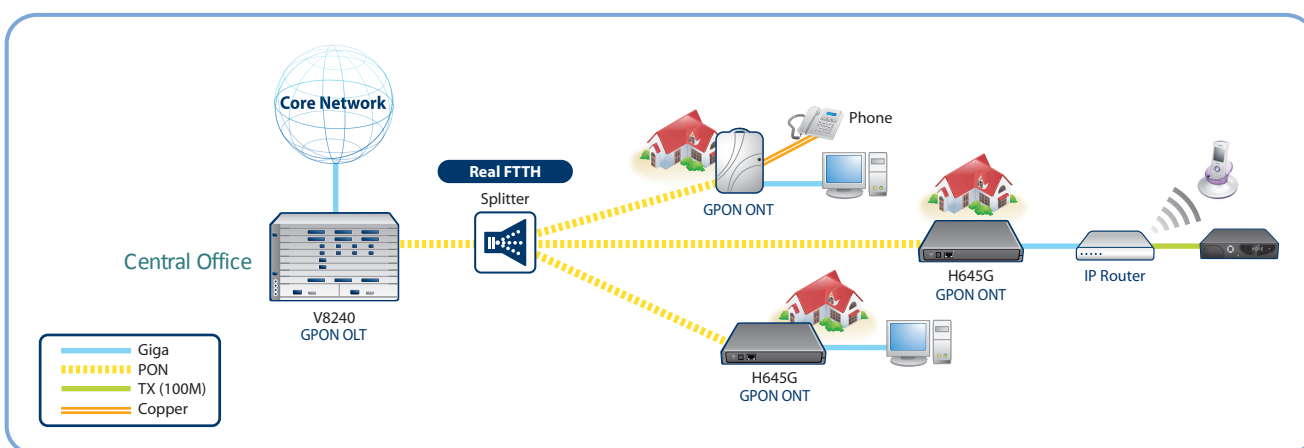 Core Network
Phone
Real FTTH
Splitter
GPON ONT
Central Office
H645G
GPON ONT
IP Router
V8240
GPON OLT
Giga
PON
TX (100M)
Copper
H645G
GPON ONT